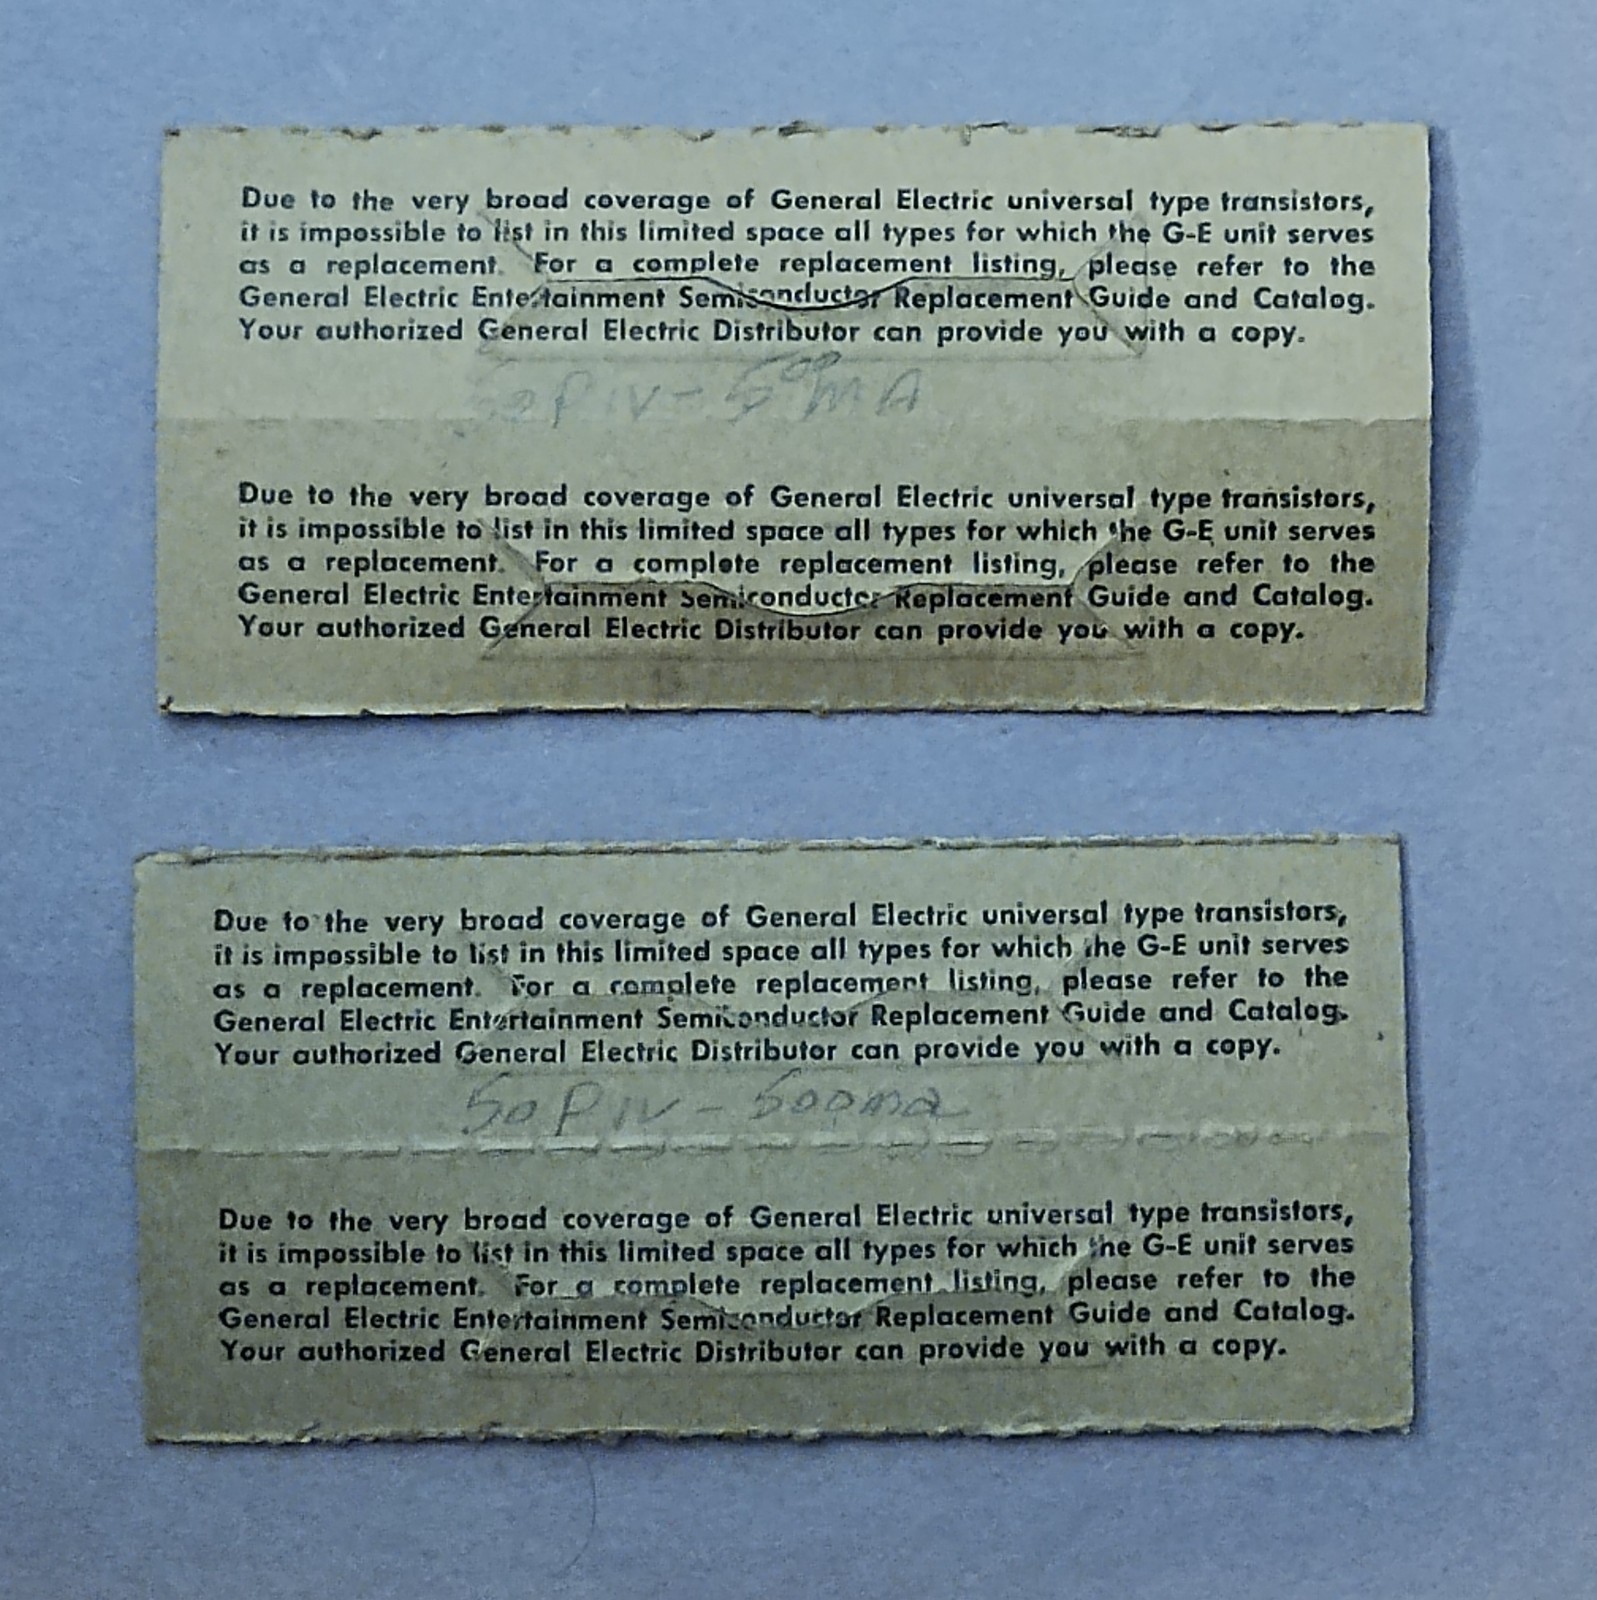 Due to the very broad coverage of General Electric universal type transistors,
it is impossible to list in this limited space all types for which the G-E unit serves
as a replacement. For a complete replacement listing, please refer to the
General Electric Entertainment Semiconductor Replacement Guide and Catalog.
Your authorized General Electric Distributor can provide you with a copy.
50 PIV - 500 MA
Due to the very broad coverage of General Electric universal type transistors,
it is impossible to list in this limited space all types for which the G-E unit serves
as a replacement. For a complete replacement listing, please refer to the
General Electric Entertainment Semiconductor Replacement Guide and Catalog.
Your authorized General Electric Distributor can provide you with a copy.
Due to the very broad coverage of General Electric universal type transistors,
it is impossible to list in this limited space all types for which the G-E unit serves
as a replacement. For a complete replacement listing, please refer to the
General Electric Entertainment Semiconductor Replacement Guide and Catalog.
Your authorized General Electric Distributor can provide you with a copy.
50 PIV - 500ma
Due to the very broad coverage of General Electric universal type transistors,
it is impossible to list in this limited space all types for which the G-E unit serves
as a replacement. For a complete replacement listing, please refer to the
General Electric Entertainment Semiconductor Replacement Guide and Catalog.
Your authorized General Electric Distributor can provide you with a copy.